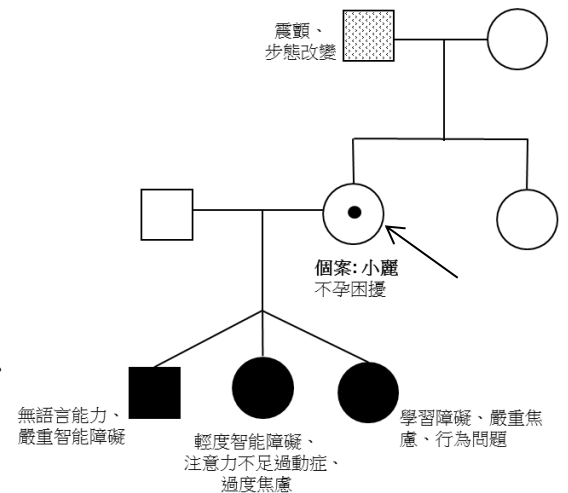 震顫、
步態改變
個案: 小麗
不孕困擾
無語言能力、
嚴重智能障礙
輕度智能障礙、
注意力不足過動症、
過度焦慮
學習障礙、嚴重焦
慮、行為問題